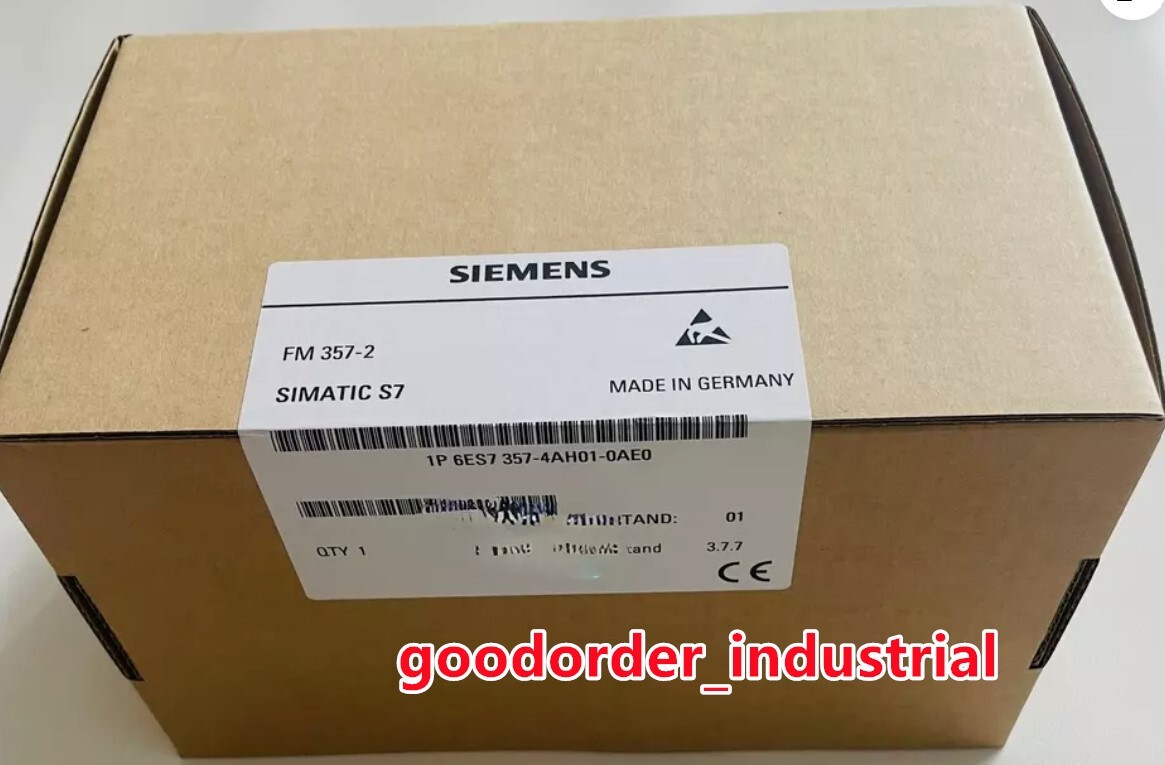 SIEMENS
FM 357-2
SIMATIC S7
MADE IN GERMANY
1P 6ES7 357-4AH01-0AE0
TAND: 01
QTY 1 3.7.7
CE
goodorder_industrial